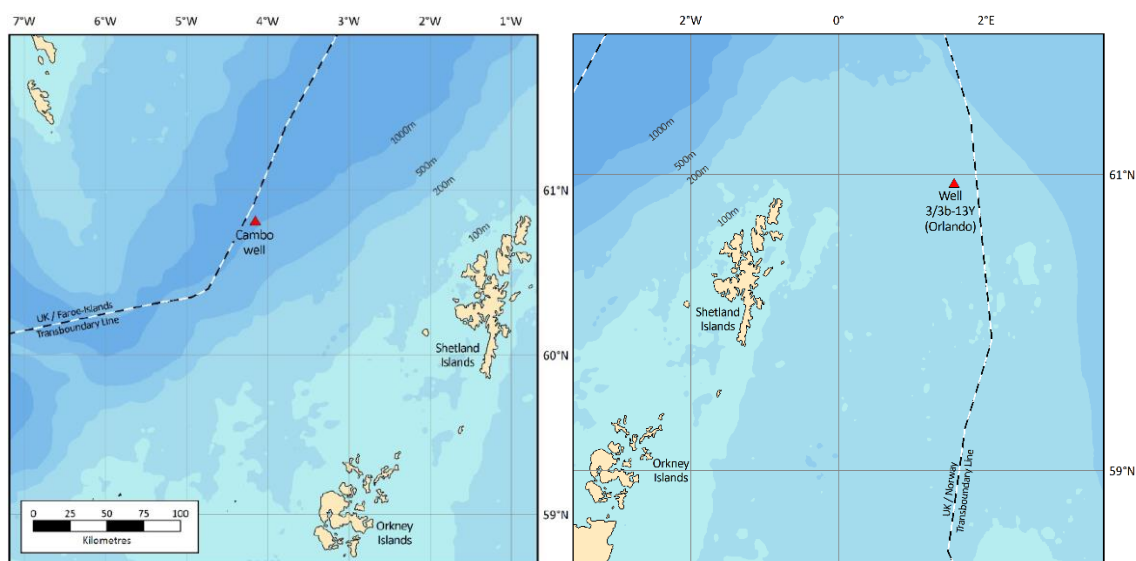 7°W 6°W 5°W 4°W 3°W 2°W 1°W
1000m
500m
200m
61°N
100m
Cambo
well
UK / Faroe-Islands
Transboundary Line
60°N
Shetland
Islands
59°N
Orkney
Islands
0 25 50 75 100
Kilometres
2°W 0° 2°E
1000m
500m
200m
61°N
100m
Well
3/3b-13Y
(Orlando)
Shetland
Islands
Orkney
Islands
59°N
UK / Norway
Transboundary Line